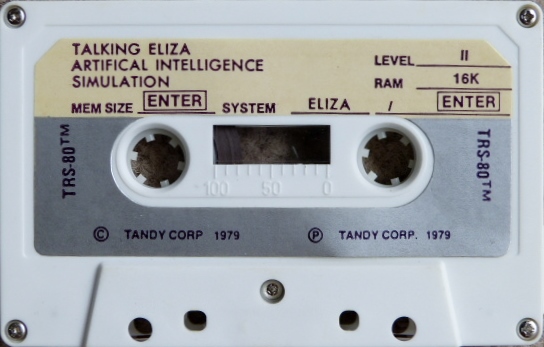 TALKING ELIZA
ARTIFICAL INTELLIGENCE
SIMULATION
LEVEL II
RAM 16K
MEM SIZE ENTER SYSTEM ELIZA / ENTER
TRS-80™
TRS-80™
100 50 0
© TANDY CORP 1979
℗ TANDY CORP. 1979